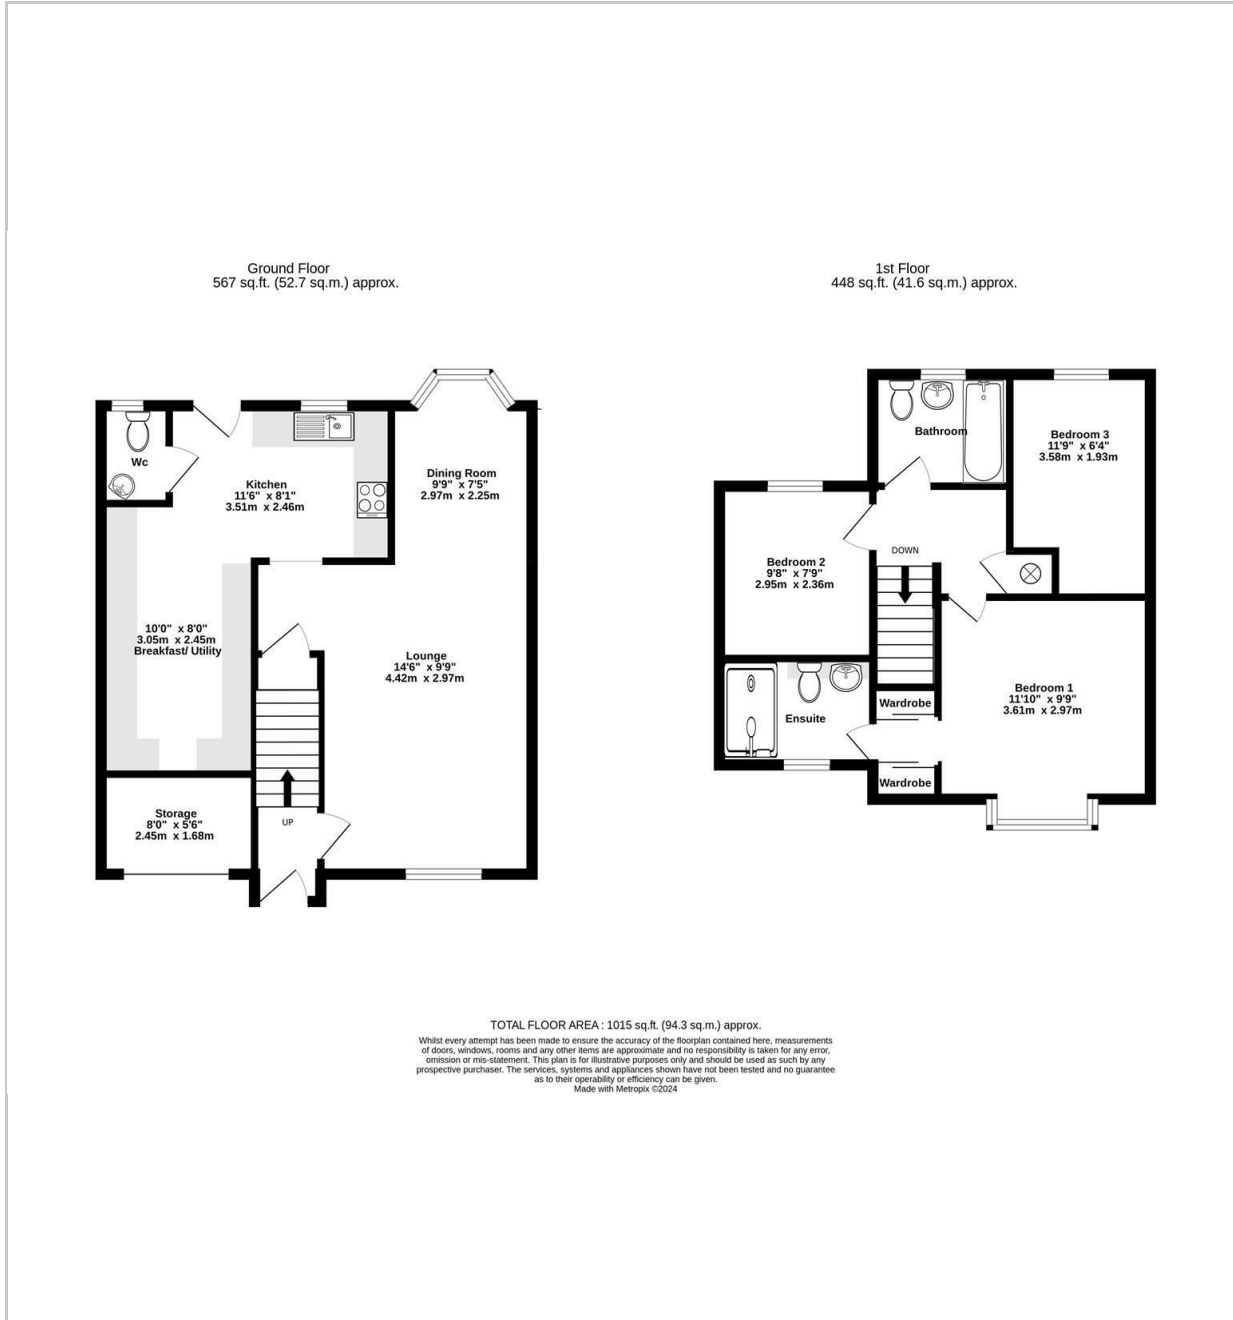 Ground Floor
567 sq.ft. (52.7 sq.m.) approx.
1st Floor
448 sq.ft. (41.6 sq.m.) approx.
Wc
Kitchen
11'6" x 8'1"
3.51m x 2.46m
Dining Room
9'9" x 7'5"
2.97m x 2.25m
10'0" x 8'0"
3.05m x 2.45m
Breakfast/ Utility
Lounge
14'6" x 9'9"
4.42m x 2.97m
Storage
8'0" x 5'6"
2.45m x 1.68m
UP
Bathroom
Bedroom 3
11'9" x 6'4"
3.58m x 1.93m
DOWN
Bedroom 2
9'8" x 7'9"
2.95m x 2.36m
Ensuite
Wardrobe
Bedroom 1
11'10" x 9'9"
3.61m x 2.97m
Wardrobe
TOTAL FLOOR AREA : 1015 sq.ft. (94.3 sq.m.) approx.
Whilst every attempt has been made to ensure the accuracy of the floorplan contained here, measurements
of doors, windows, rooms and any other items are approximate and no responsibility is taken for any error,
omission or mis-statement. This plan is for illustrative purposes only and should be used as such by any
prospective purchaser. The services, systems and appliances shown have not been tested and no guarantee
as to their operability or efficiency can be given.
Made with Metropix ©2024